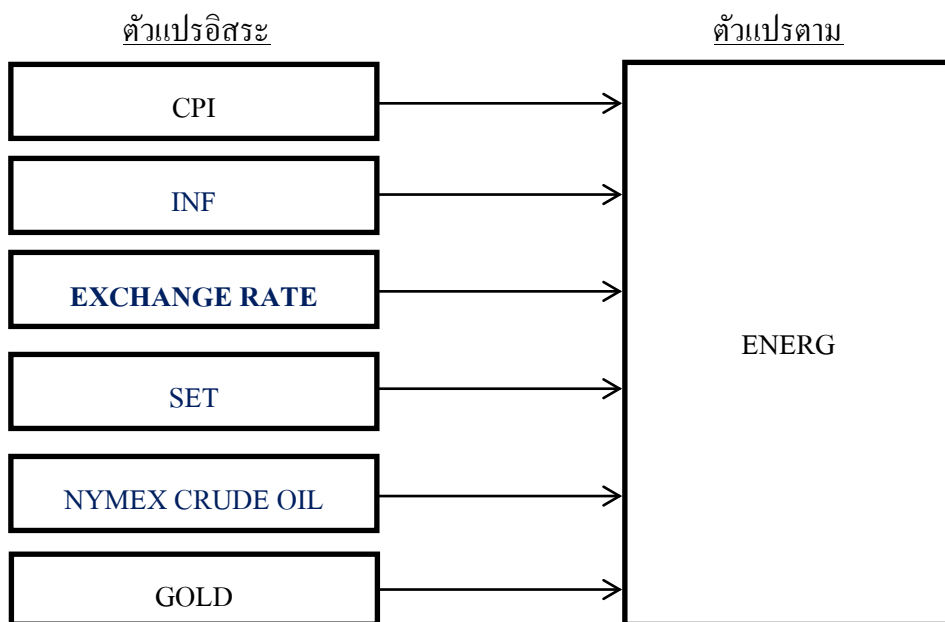 ตัวแปรอิสระ
ตัวแปรตาม
CPI
INF
EXCHANGE RATE
SET
NYMEX CRUDE OIL
GOLD
ENERG